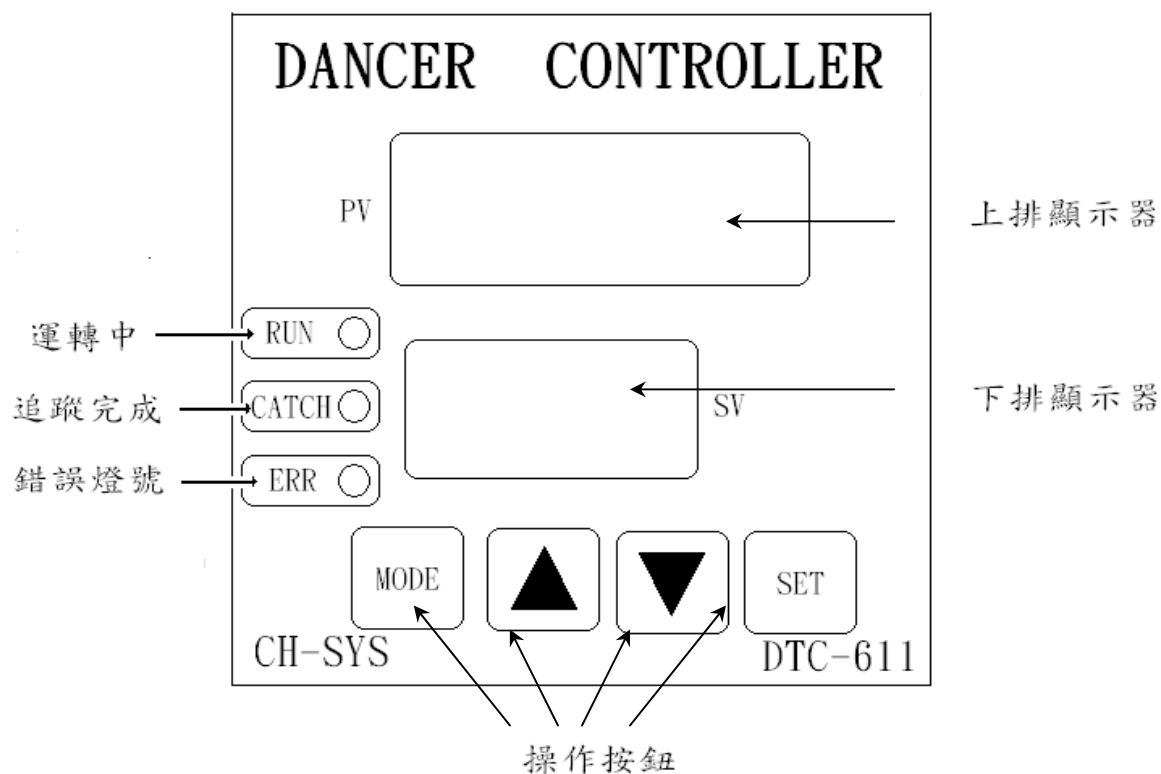 DANCER CONTROLLER
PV
上排顯示器
運轉中
RUN
追蹤完成
CATCH
SV
下排顯示器
錯誤燈號
ERR
MODE
SET
CH-SYS
DTC-611
操作按鈕